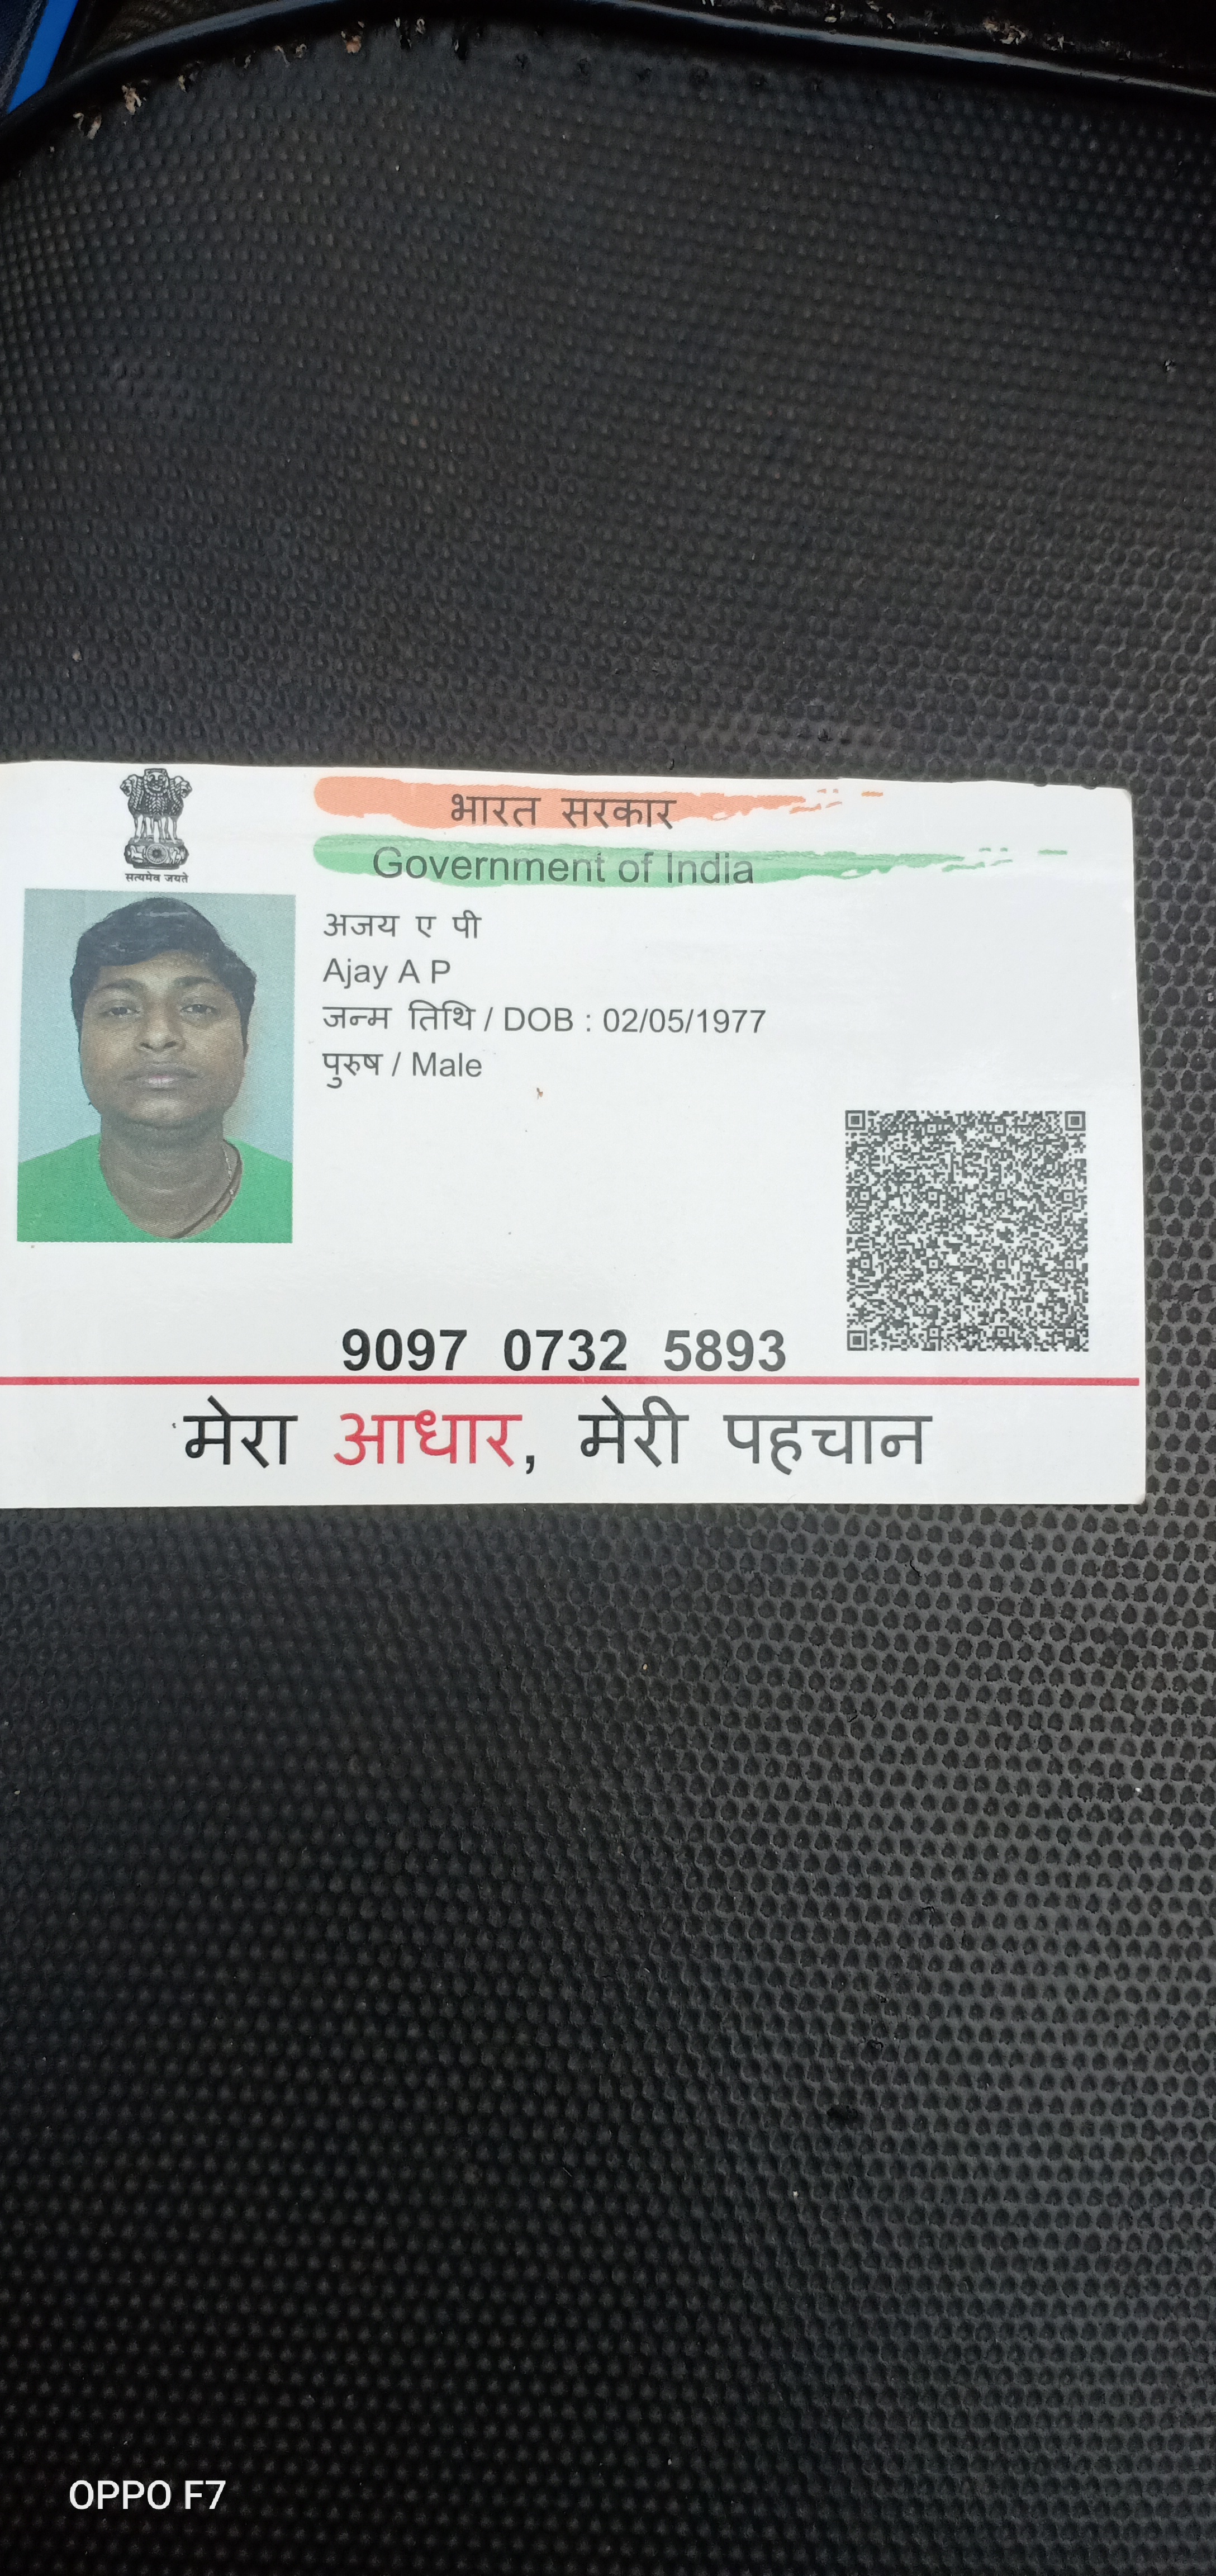 सत्यमेव जयते
भारत सरकार
Government of India
अजय ए पी
Ajay A P
जन्म तिथि / DOB : 02/05/1977
पुरुष / Male
9097 0732 5893
मेरा आधार, मेरी पहचान
OPPO F7